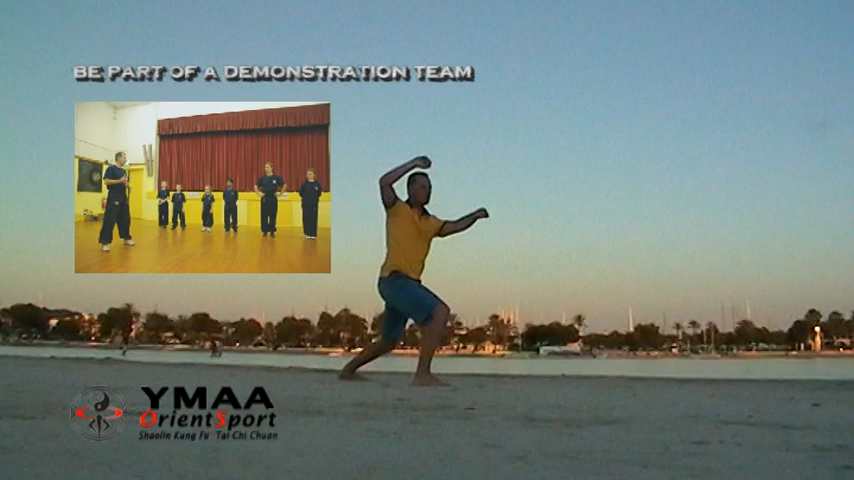 BE PART OF A DEMONSTRATION TEAM
YMAA
OrientSport
Shaolin Kung Fu Tai Chi Chuan